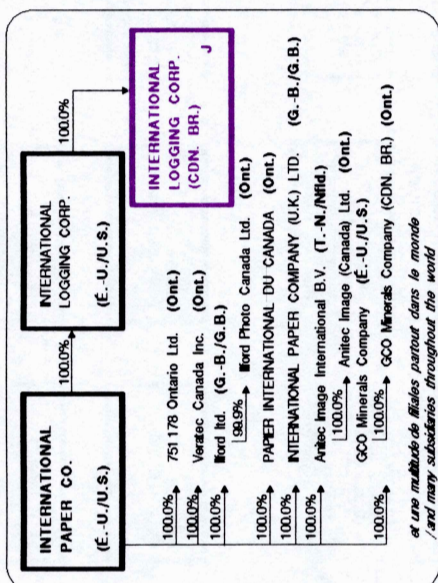 INTERNATIONAL
PAPER CO.
(É.-U./U.S.)
100.0%
INTERNATIONAL
LOGGING CORP.
(É.-U./U.S.)
100.0%
INTERNATIONAL
LOGGING CORP.
(CDN. BR.)
J
100.0% 751178 Ontario Ltd. (Ont.)
100.0% Veratec Canada Inc. (Ont.)
100.0% Ilford ltd. (G.-B./G.B.)
99.9% Ilford Photo Canada Ltd. (Ont.)
100.0% PAPIER INTERNATIONAL DU CANADA (Ont.)
100.0% INTERNATIONAL PAPER COMPANY (U.K.) LTD. (G.-B./G.B.)
100.0% Anitec Image International B.V. (T.-N./Nfld.)
100.0% Anitec Image (Canada) Ltd. (Ont.)
GCO Minerals Company (É.-U./U.S.)
100.0%
100.0% GCO Minerals Company (CDN. BR.) (Ont.)
et une multitude de filiales partout dans le monde
/ and many subsidiaries throughout the world